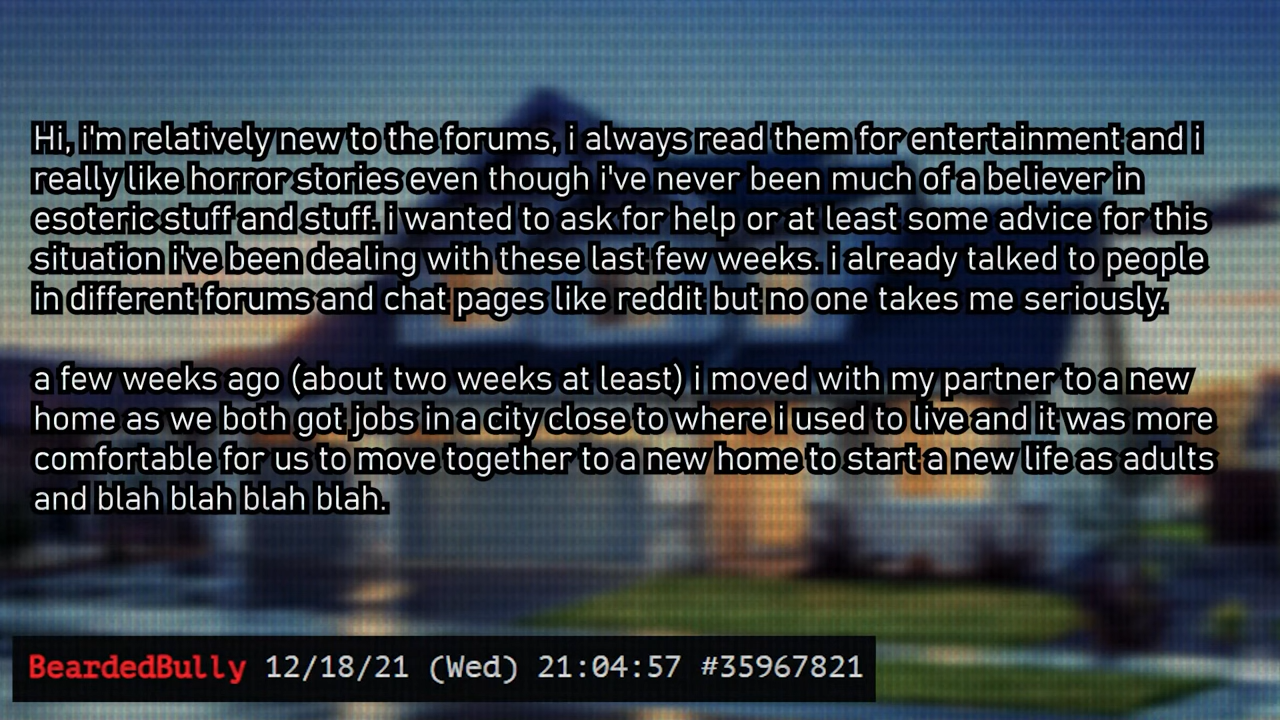 Hi, i'm relatively new to the forums, i always read them for entertainment and i
really like horror stories even though i've never been much of a believer in
esoteric stuff and stuff. i wanted to ask for help or at least some advice for this
situation i've been dealing with these last few weeks. i already talked to people
in different forums and chat pages like reddit but no one takes me seriously.
a few weeks ago (about two weeks at least) i moved with my partner to a new
home as we both got jobs in a city close to where i used to live and it was more
comfortable for us to move together to a new home to start a new life as adults
and blah blah blah blah.
BeardedBully 12/18/21 (Wed) 21:04:57 #35967821